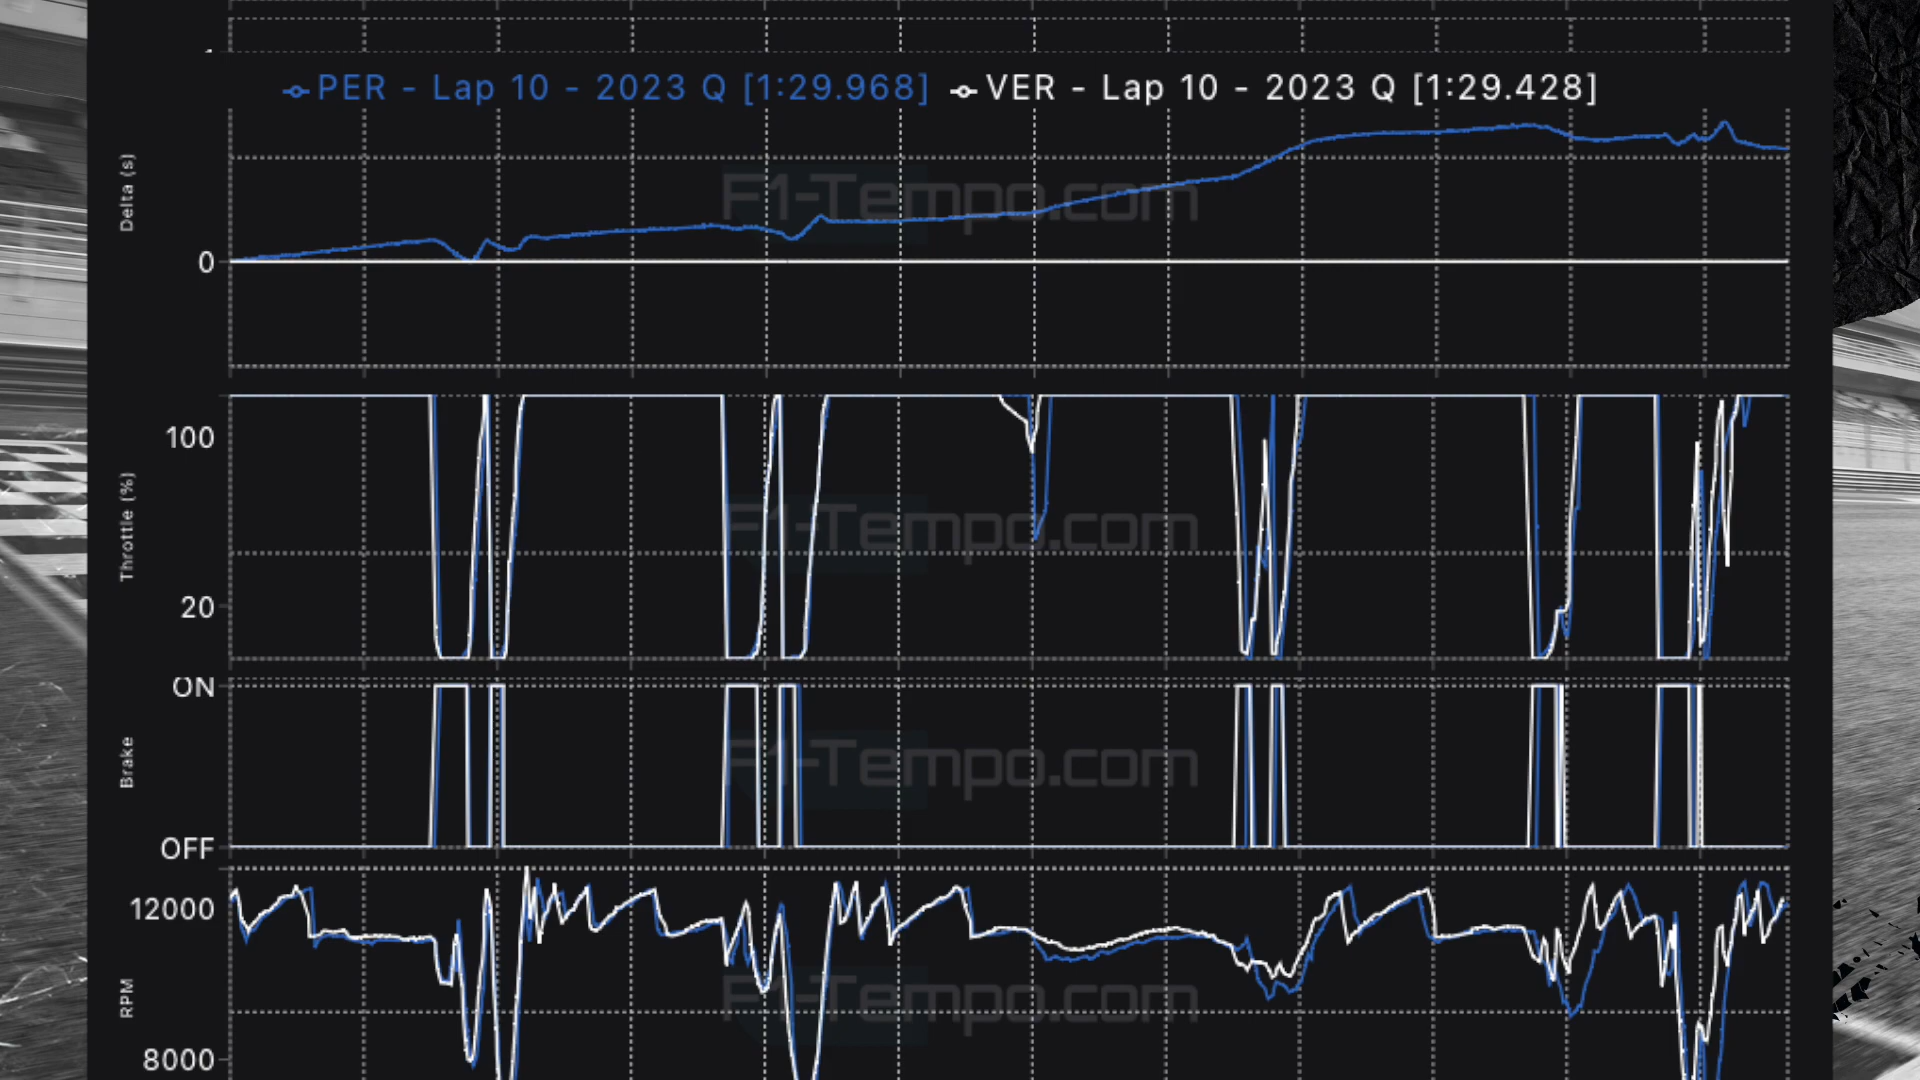 PER - Lap 10 - 2023 Q [1:29.968] VER - Lap 10 - 2023 Q [1:29.428]
Delta (s)
F1-Tempo.com
0
100
Throttle (%)
F1-Tempo.com
20
ON
Brake
F1-Tempo.com
OFF
12000
RPM
F1-Tempo.com
8000